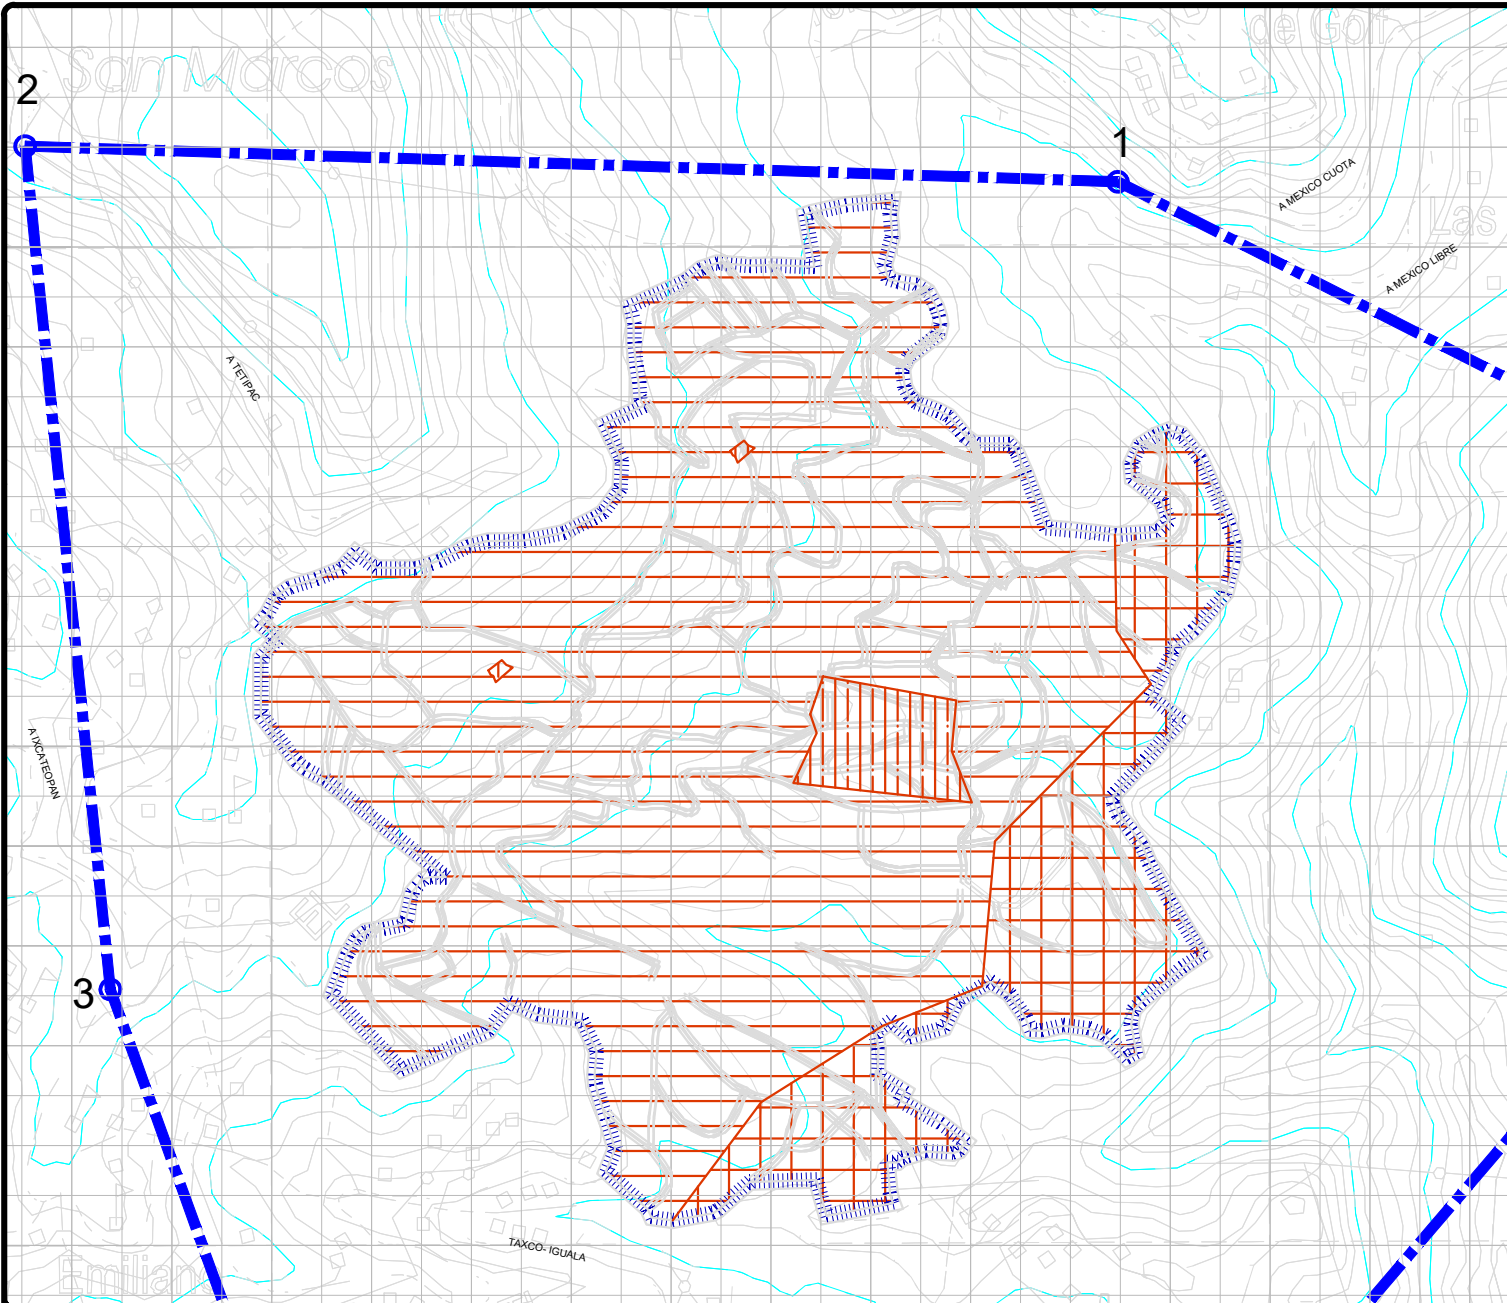 San Marcos
de Golf
2
1
A MEXICO CUOTA
Las
A MEXICO LIBRE
A TETIPAC
A IXCATEOPAN
3
TAXCO- IGUALA
Emiliano